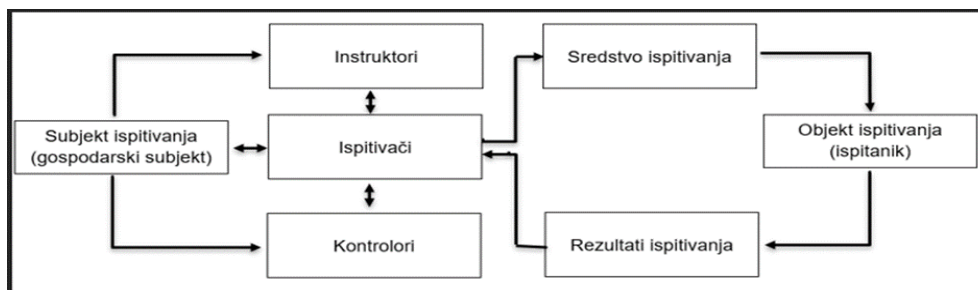 Instruktori
Sredstvo ispitivanja
Subjekt ispitivanja
(gospodarski subjekt)
Ispitivači
Objekt ispitivanja
(ispitanik)
Kontrolori
Rezultati ispitivanja